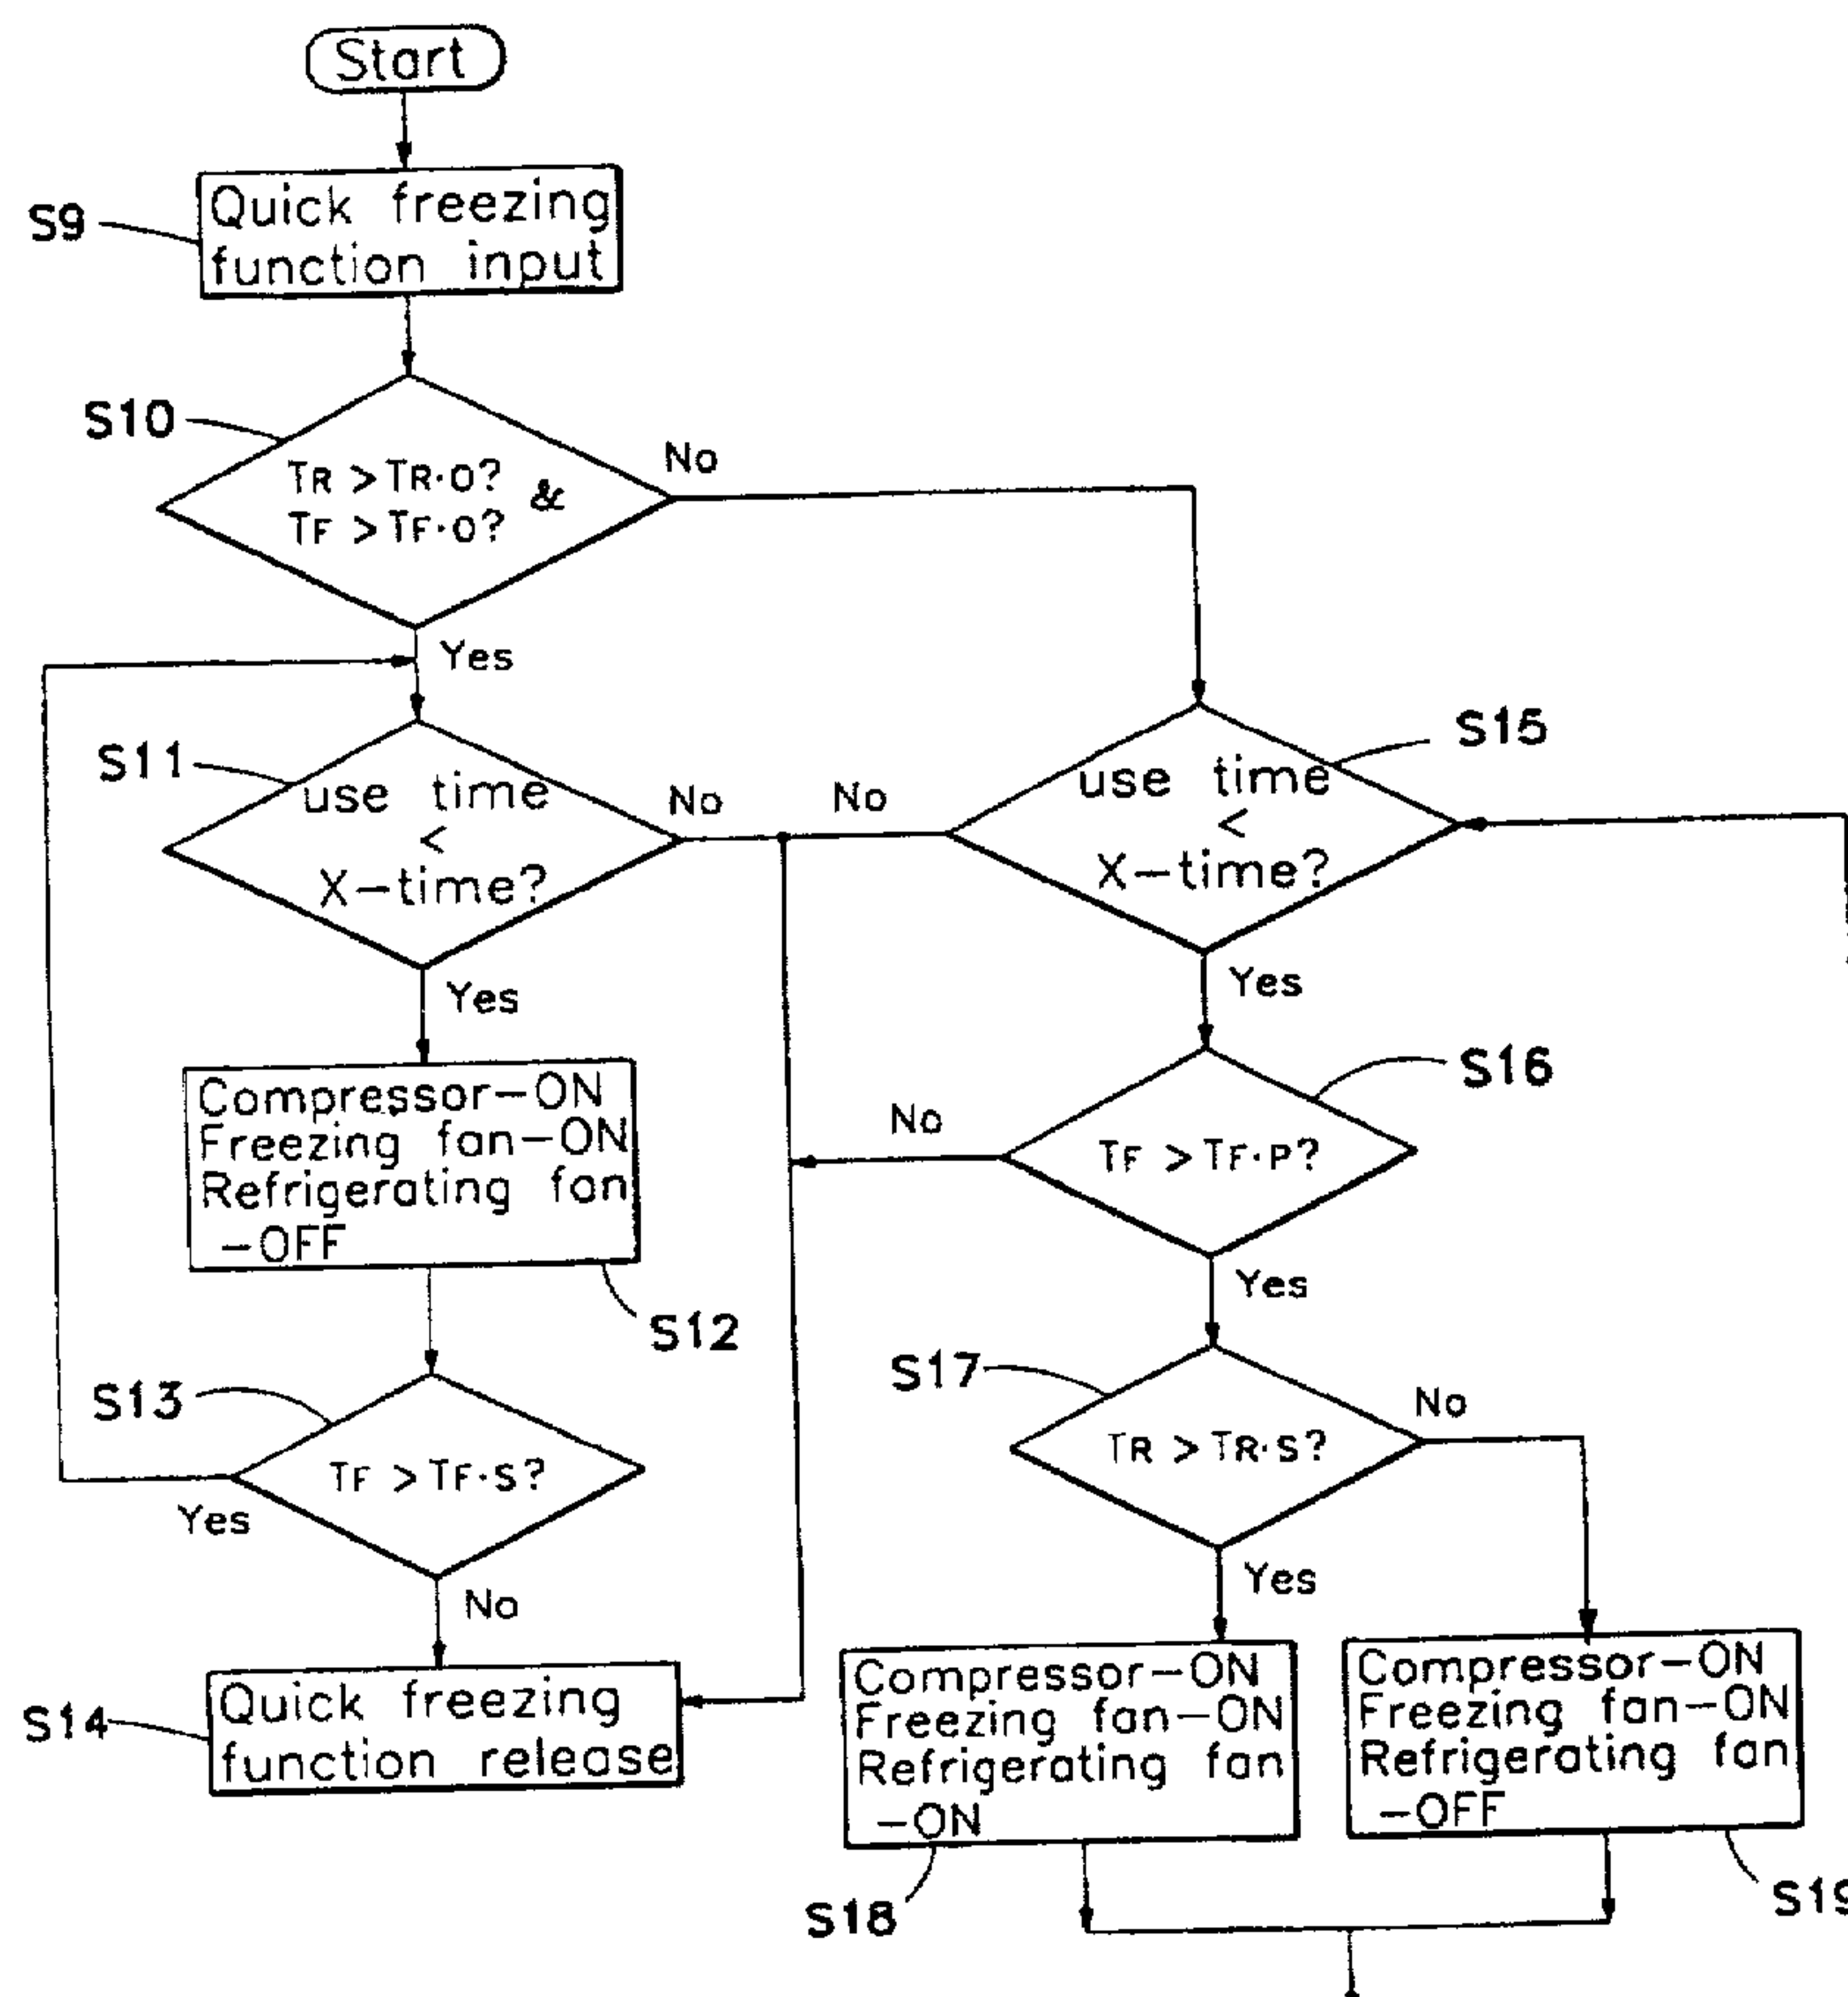 Start
S9
Quick freezing
function input
S10
TR > TR·O? &
TF > TF·O?
No
Yes
S11
use time
<
X-time?
No
Yes
S15
use time
<
X-time?
No
Yes
Compressor-ON
Freezing fan-ON
Refrigerating fan
-OFF
S12
S16
TF > TF·P?
No
Yes
S13
TF > TF·S?
Yes
No
S17
TR > TR·S?
No
Yes
S14
Quick freezing
function release
Compressor-ON
Freezing fan-ON
Refrigerating fan
-ON
S18
Compressor-ON
Freezing fan-ON
Refrigerating fan
-OFF
S19